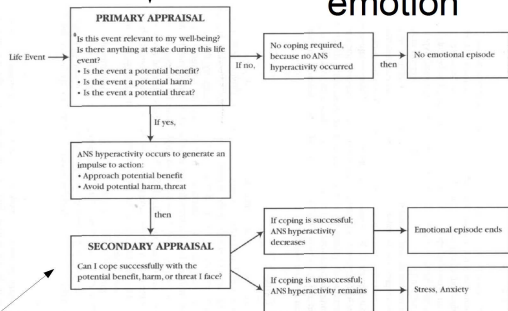 emotion
PRIMARY APPRAISAL
Is this event relevant to my well-being?
Is there anything at stake during this life
event?
• Is the event a potential benefit?
• Is the event a potential harm?
• Is the event a potential threat?
Life Event
If no,
No coping required,
because no ANS
hyperactivity occurred
then
No emotional episode
If yes,
ANS hyperactivity occurs to generate an
impulse to action:
• Approach potential benefit
• Avoid potential harm, threat
then
SECONDARY APPRAISAL
Can I cope successfully with the
potential benefit, harm, or threat I face?
If coping is successful;
ANS hyperactivity
decreases
Emotional episode ends
If coping is unsuccessful;
ANS hyperactivity remains
Stress, Anxiety